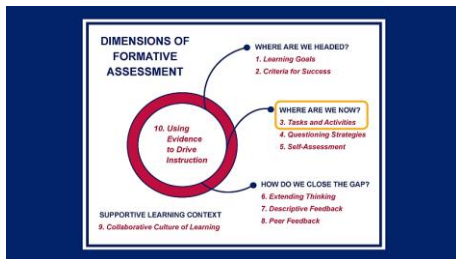 DIMENSIONS OF
FORMATIVE
ASSESSMENT
WHERE ARE WE HEADED?
1. Learning Goals
2. Criteria for Success
10. Using
Evidence
to Drive
Instruction
WHERE ARE WE NOW?
3. Tasks and Activities
4. Questioning Strategies
5. Self-Assessment
HOW DO WE CLOSE THE GAP?
6. Extending Thinking
7. Descriptive Feedback
8. Peer Feedback
SUPPORTIVE LEARNING CONTEXT
9. Collaborative Culture of Learning